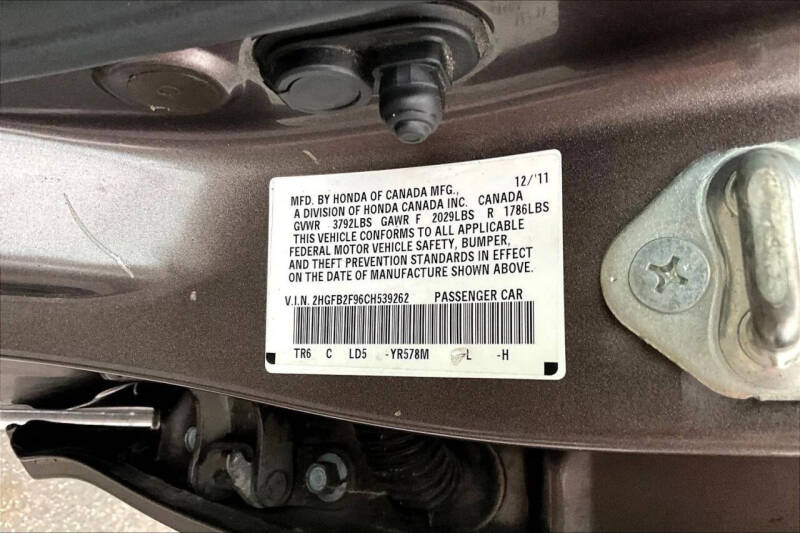 MFD. BY HONDA OF CANADA MFG., 12/'11
A DIVISION OF HONDA CANADA INC. CANADA
GVWR 3792LBS GAWR F 2029LBS R 1786LBS
THIS VEHICLE CONFORMS TO ALL APPLICABLE
FEDERAL MOTOR VEHICLE SAFETY, BUMPER,
AND THEFT PREVENTION STANDARDS IN EFFECT
ON THE DATE OF MANUFACTURE SHOWN ABOVE.
V.I.N. 2HGFB2F96CH539262 PASSENGER CAR
TR6 C LD5 -YR578M -L -H